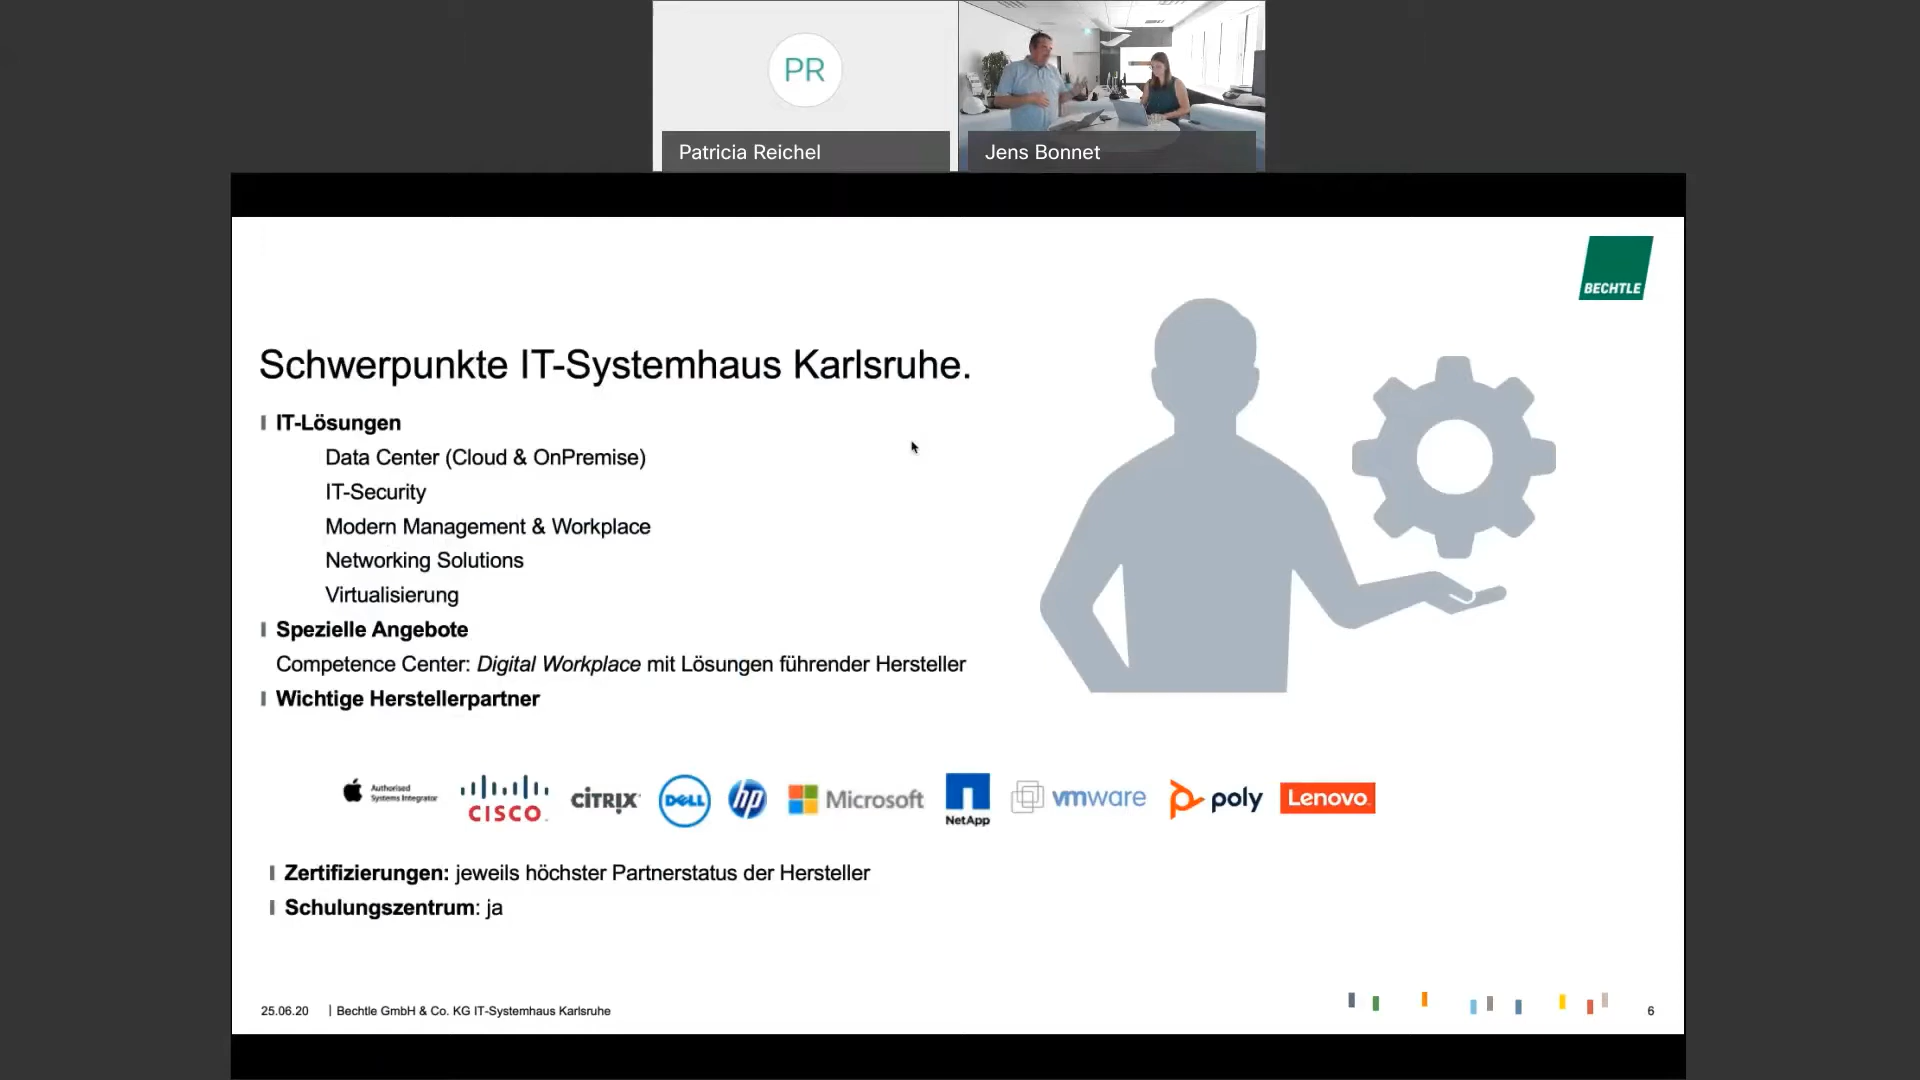 PR
Patricia Reichel
Jens Bonnet
BECHTLE
Schwerpunkte IT-Systemhaus Karlsruhe.
IT-Lösungen
Data Center (Cloud & OnPremise)
IT-Security
Modern Management & Workplace
Networking Solutions
Virtualisierung
Spezielle Angebote
Competence Center: Digital Workplace mit Lösungen führender Hersteller
Wichtige Herstellerpartner
Authorised
Systems Integrator
CISCO
CITRIX
DELL
hp
Microsoft
NetApp
vmware
poly
Lenovo
Zertifizierungen: jeweils höchster Partnerstatus der Hersteller
Schulungszentrum: ja
25.06.20 | Bechtle GmbH & Co. KG IT-Systemhaus Karlsruhe
6